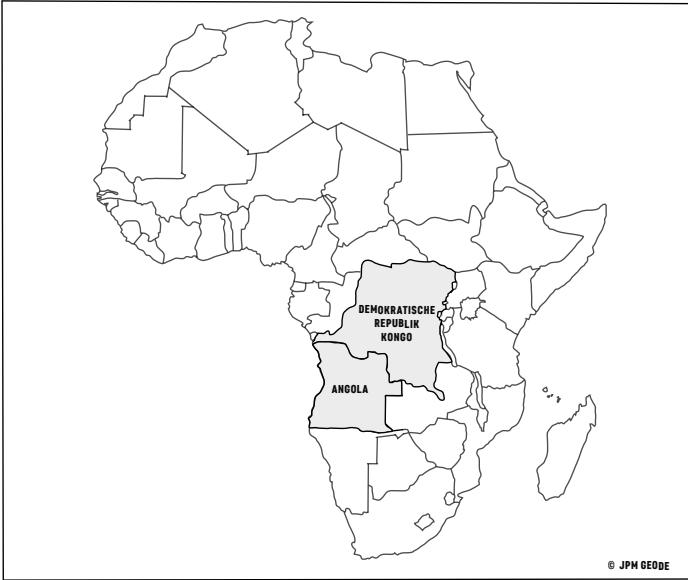 DEMOKRATISCHE
REPUBLIK
KONGO
ANGOLA
© JPM GEODE